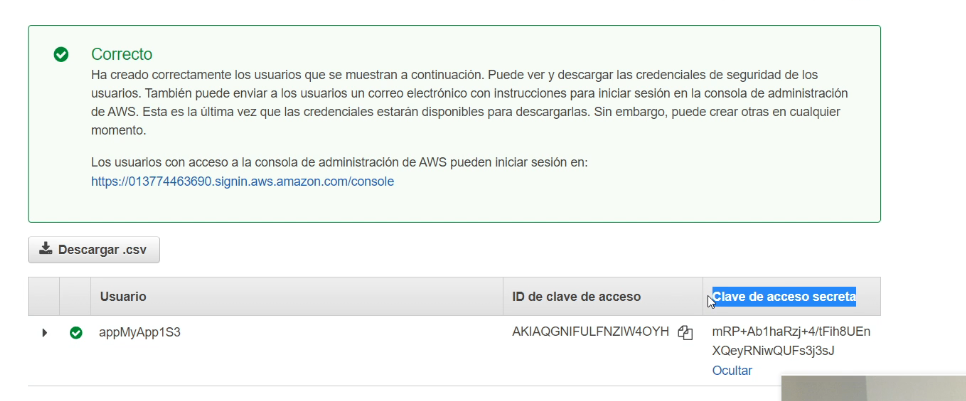 Correcto
Ha creado correctamente los usuarios que se muestran a continuación. Puede ver y descargar las credenciales de seguridad de los
usuarios. También puede enviar a los usuarios un correo electrónico con instrucciones para iniciar sesión en la consola de administración
de AWS. Esta es la última vez que las credenciales estarán disponibles para descargarlas. Sin embargo, puede crear otras en cualquier
momento.
Los usuarios con acceso a la consola de administración de AWS pueden iniciar sesión en:
https://013774463690.signin.aws.amazon.com/console
Descargar .csv
Usuario ID de clave de acceso Clave de acceso secreta
appMyApp1S3 AKIAQGNIFULFNZIW4OYH mRP+Ab1haRzj+4/tFih8UEn
XQeyRNiwQUFs3j3sJ
Ocultar